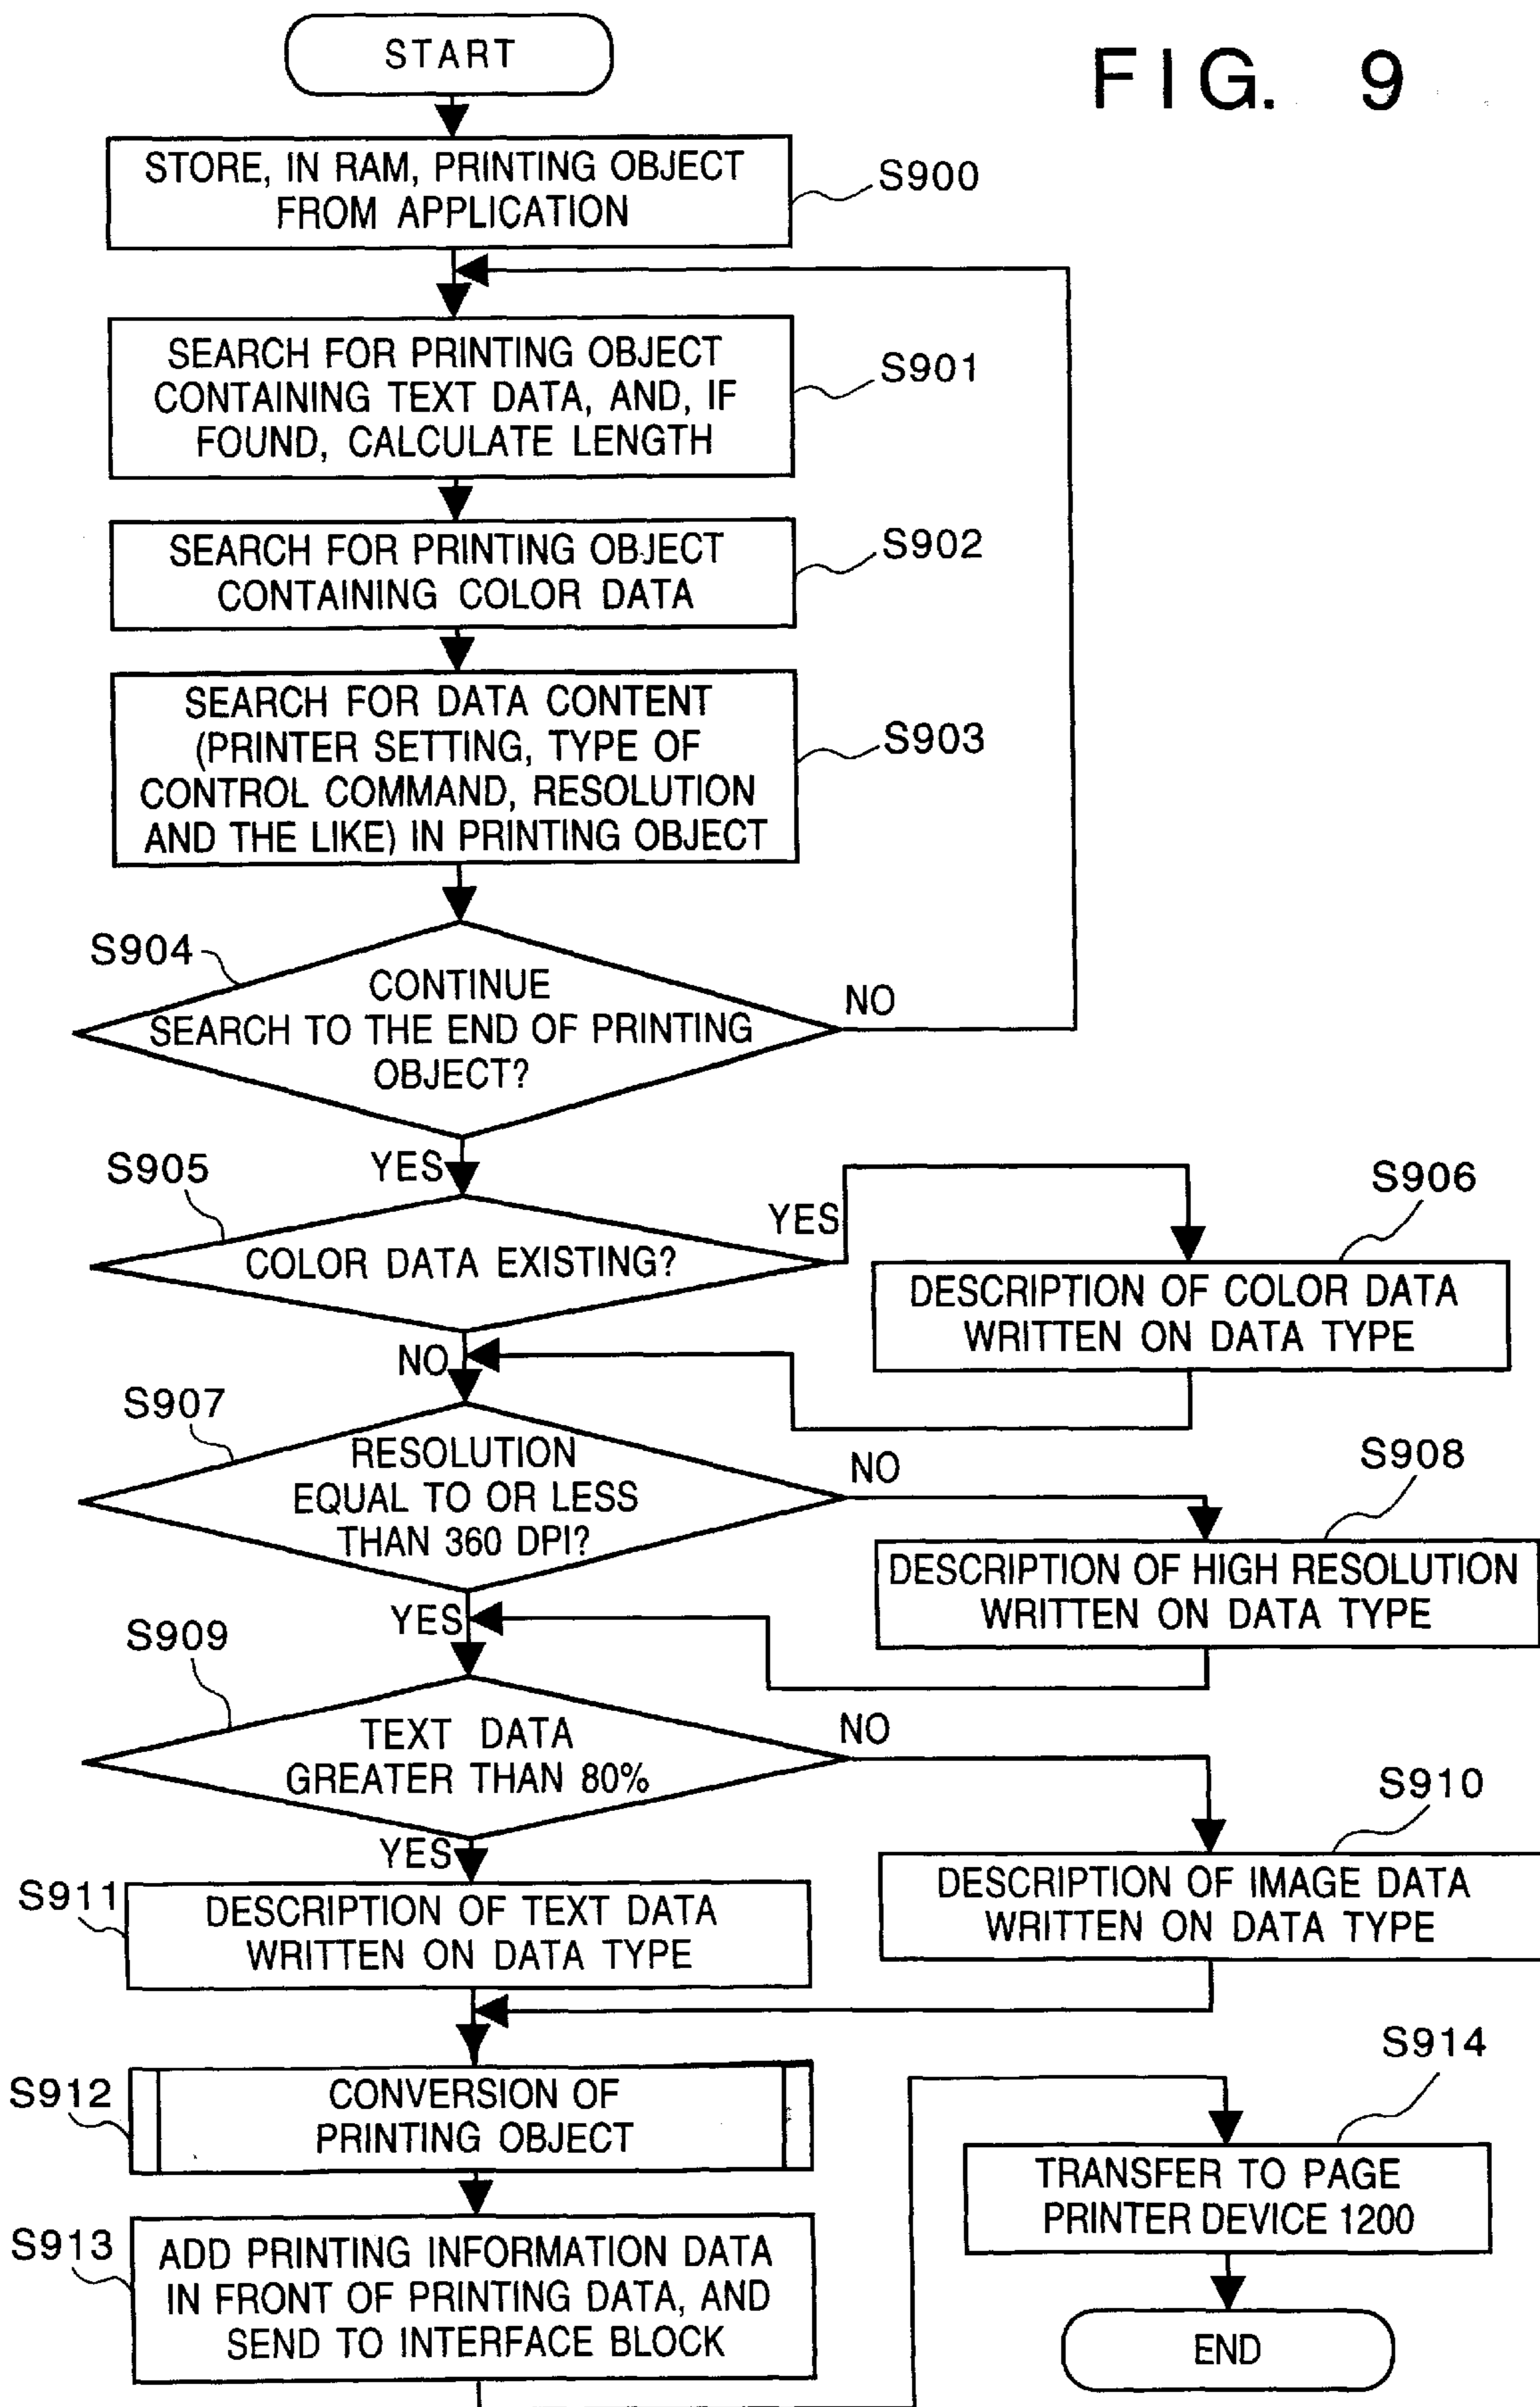 FIG. 9
START
STORE, IN RAM, PRINTING OBJECT
FROM APPLICATION
S900
SEARCH FOR PRINTING OBJECT
CONTAINING TEXT DATA, AND, IF
FOUND, CALCULATE LENGTH
S901
SEARCH FOR PRINTING OBJECT
CONTAINING COLOR DATA
S902
SEARCH FOR DATA CONTENT
(PRINTER SETTING, TYPE OF
CONTROL COMMAND, RESOLUTION
AND THE LIKE) IN PRINTING OBJECT
S903
S904
CONTINUE
SEARCH TO THE END OF PRINTING
OBJECT?
NO
YES
S905
COLOR DATA EXISTING?
YES
S906
DESCRIPTION OF COLOR DATA
WRITTEN ON DATA TYPE
NO
S907
RESOLUTION
EQUAL TO OR LESS
THAN 360 DPI?
NO
S908
DESCRIPTION OF HIGH RESOLUTION
WRITTEN ON DATA TYPE
YES
S909
TEXT DATA
GREATER THAN 80%
NO
S910
DESCRIPTION OF IMAGE DATA
WRITTEN ON DATA TYPE
YES
S911
DESCRIPTION OF TEXT DATA
WRITTEN ON DATA TYPE
S912
CONVERSION OF
PRINTING OBJECT
S913
ADD PRINTING INFORMATION DATA
IN FRONT OF PRINTING DATA, AND
SEND TO INTERFACE BLOCK
S914
TRANSFER TO PAGE
PRINTER DEVICE 1200
END